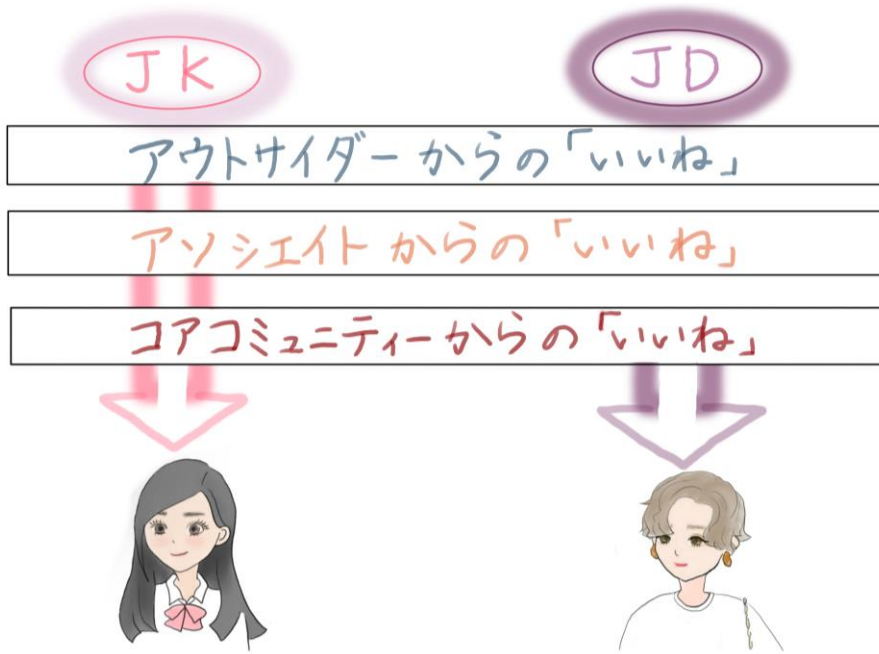 JK
JD
アウトサイダーからの「いいね」
アソシエイトからの「いいね」
コアコミュニティーからの「いいね」